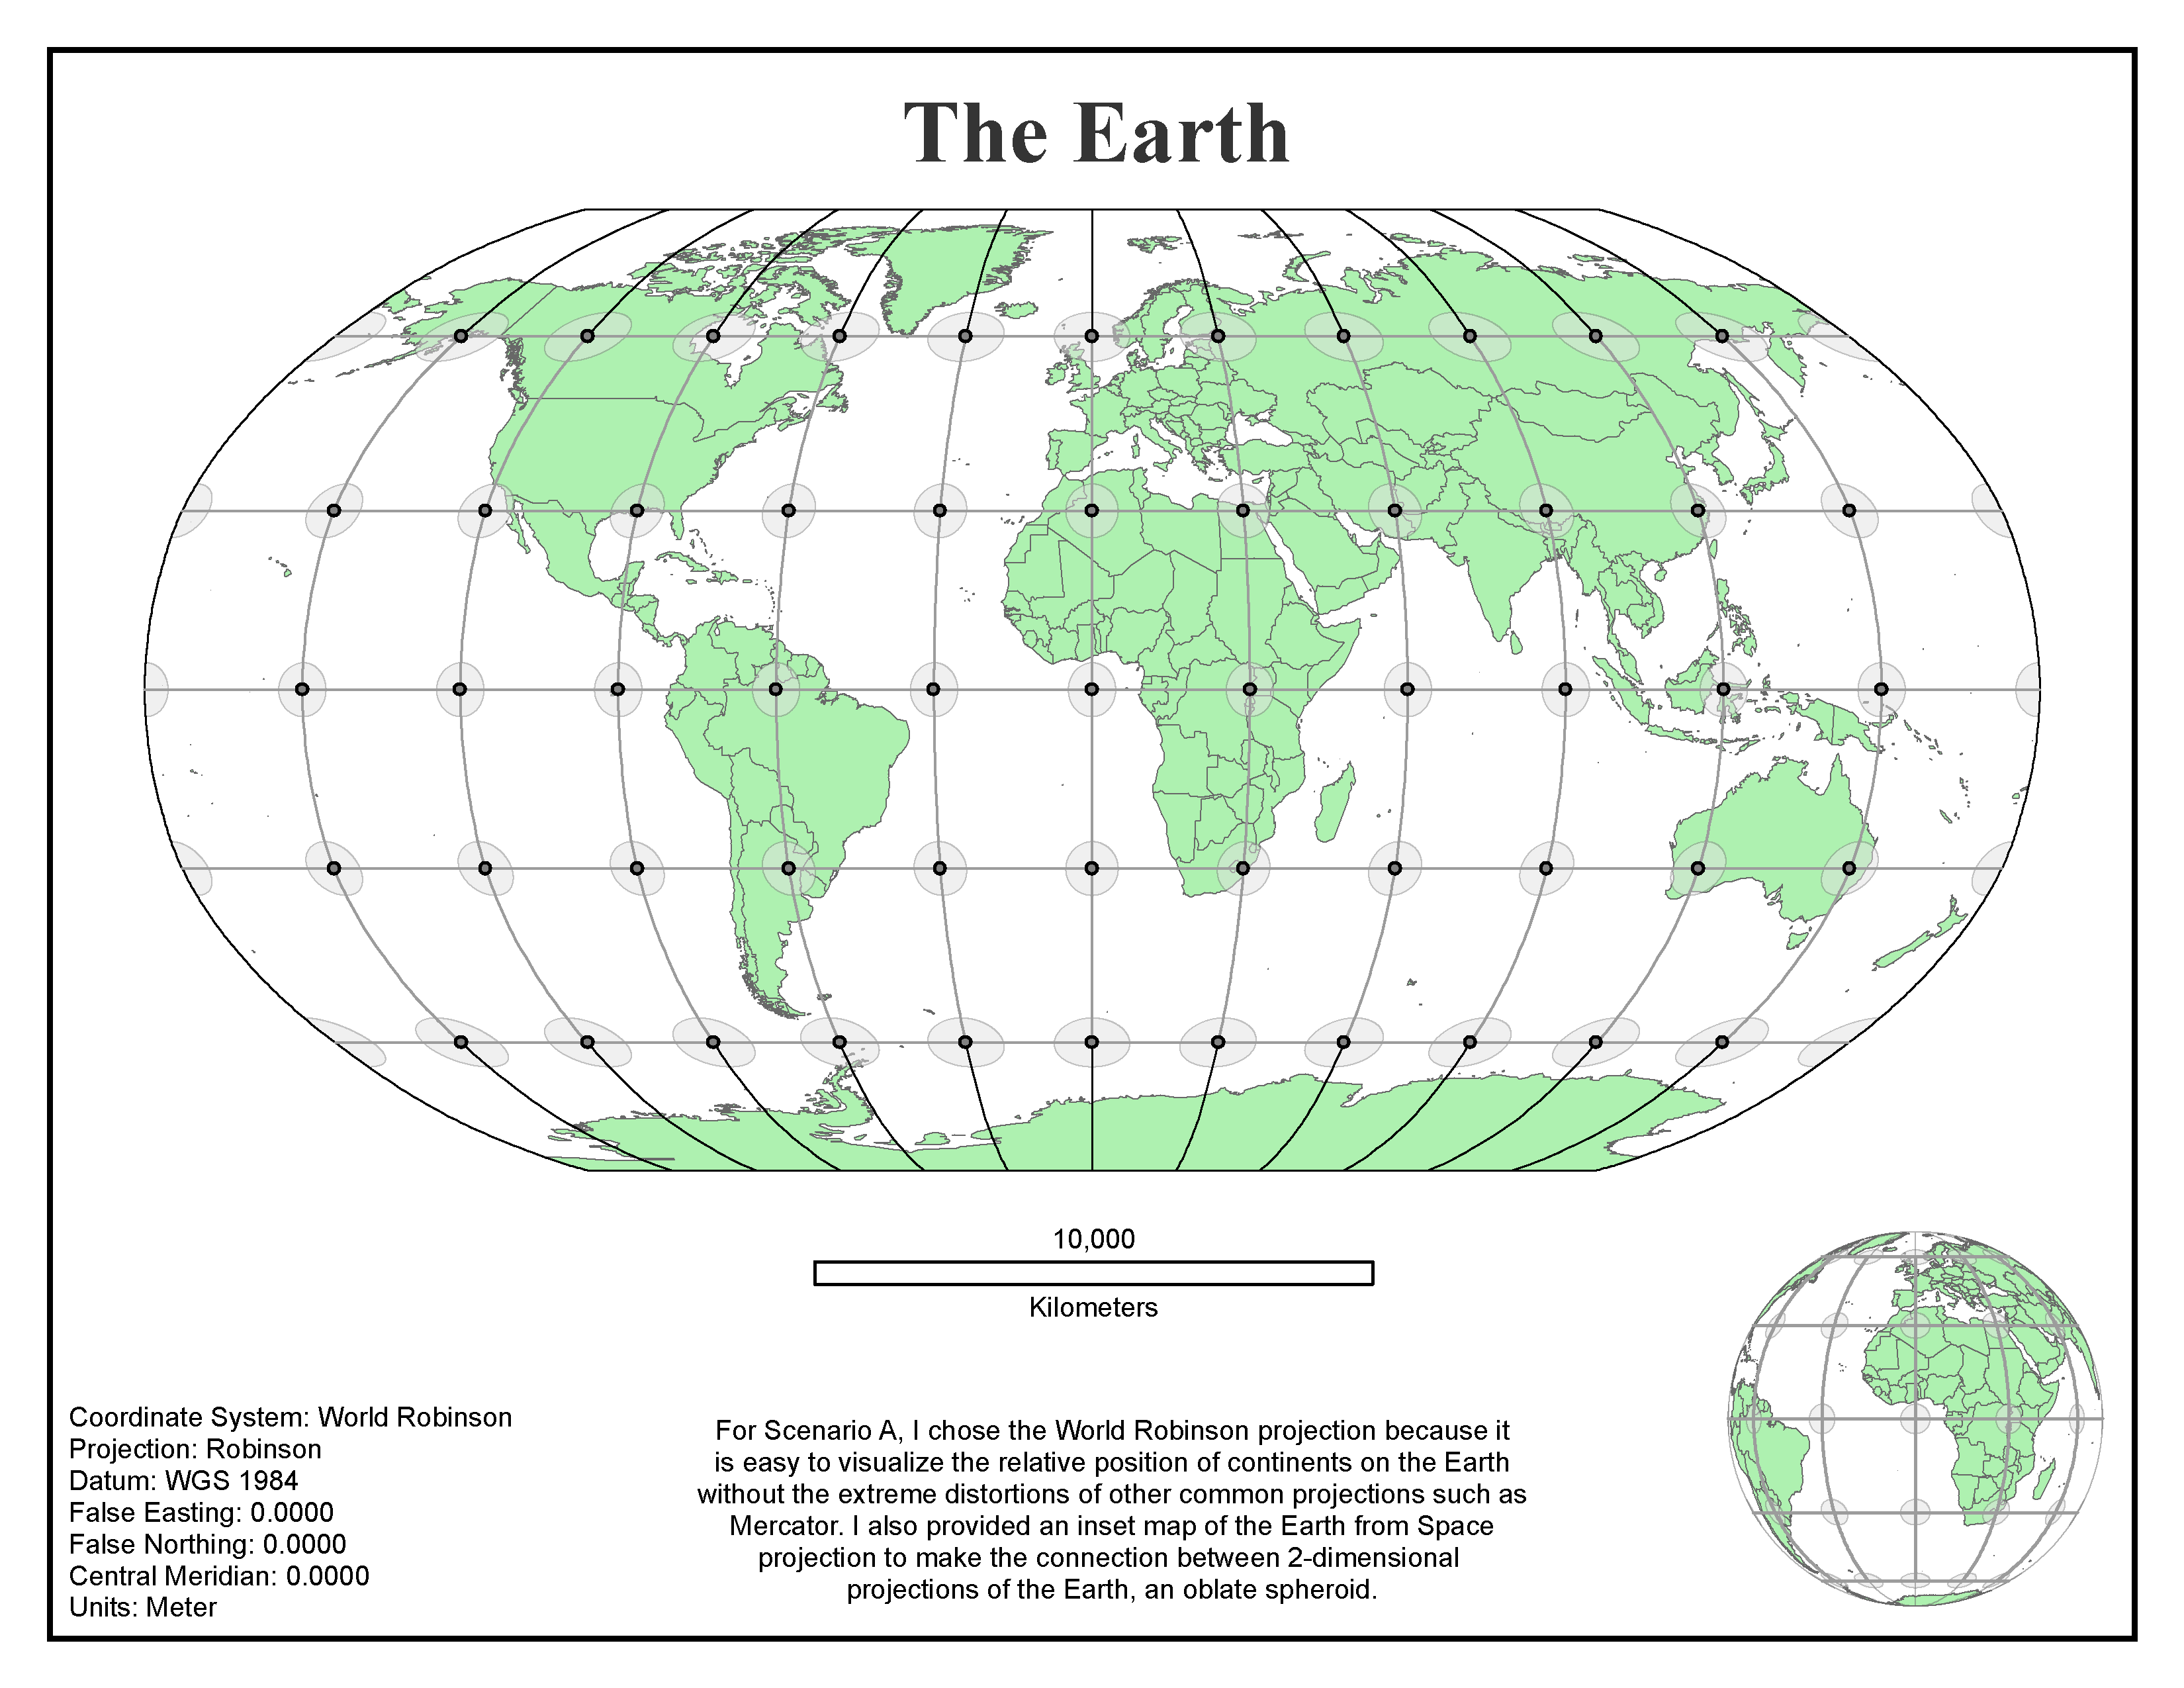 The Earth
10,000
Kilometers
Coordinate System: World Robinson
Projection: Robinson
Datum: WGS 1984
False Easting: 0.0000
False Northing: 0.0000
Central Meridian: 0.0000
Units: Meter
For Scenario A, I chose the World Robinson projection because it
is easy to visualize the relative position of continents on the Earth
without the extreme distortions of other common projections such as
Mercator. I also provided an inset map of the Earth from Space
projection to make the connection between 2-dimensional
projections of the Earth, an oblate spheroid.